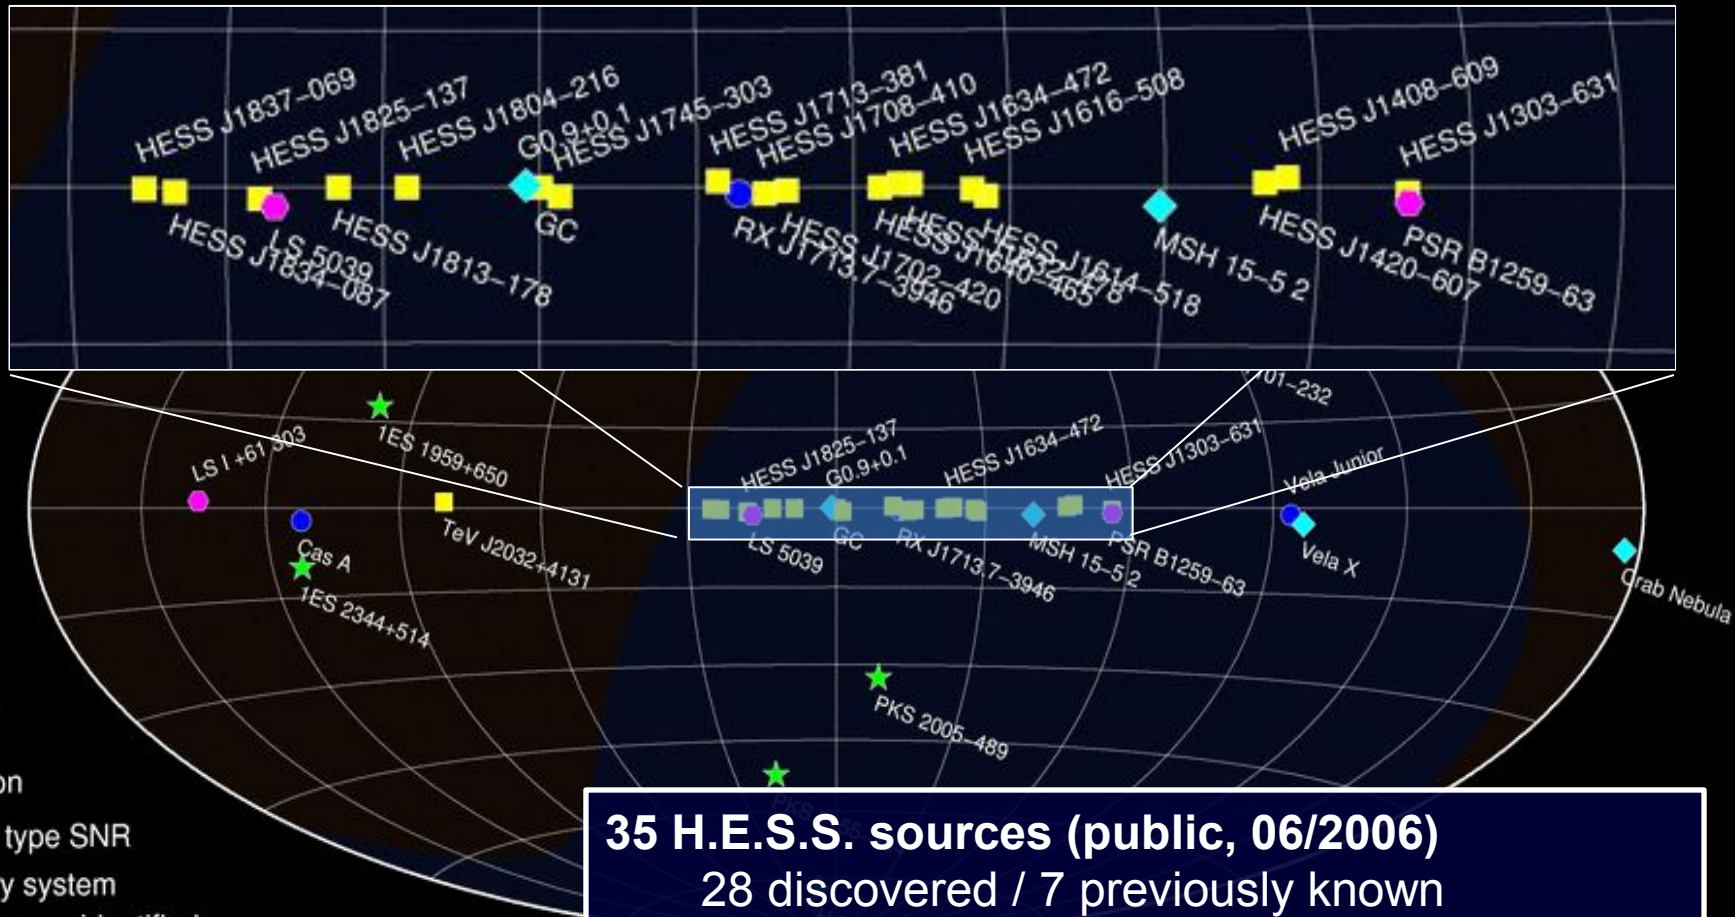 HESS J1837–069
HESS J1825–137
HESS J1804–216
G0.9+0.1
HESS J1745–303
HESS J1713–381
HESS J1708–410
HESS J1634–472
HESS J1616–508
HESS J1408–609
HESS J1303–631
HESS J1834–087
LS 5039
HESS J1813–178
GC
RX J1713.7–3946
HESS J1702–420
HESS J1640–465
HESS J1614–518
MSH 15–5 2
HESS J1420–607
PSR B1259–63
LS I +61 303
1ES 1959+650
Cas A
1ES 2344+514
TeV J2032+4131
HESS J1825–137
G0.9+0.1
HESS J1634–472
HESS J1303–631
LS 5039
GC
RX J1713.7–3946
MSH 15–5 2
PSR B1259–63
Vela Junior
Vela X
Crab Nebula
PKS 2005–489
type SNR
system
35 H.E.S.S. sources (public, 06/2006)
28 discovered / 7 previously known